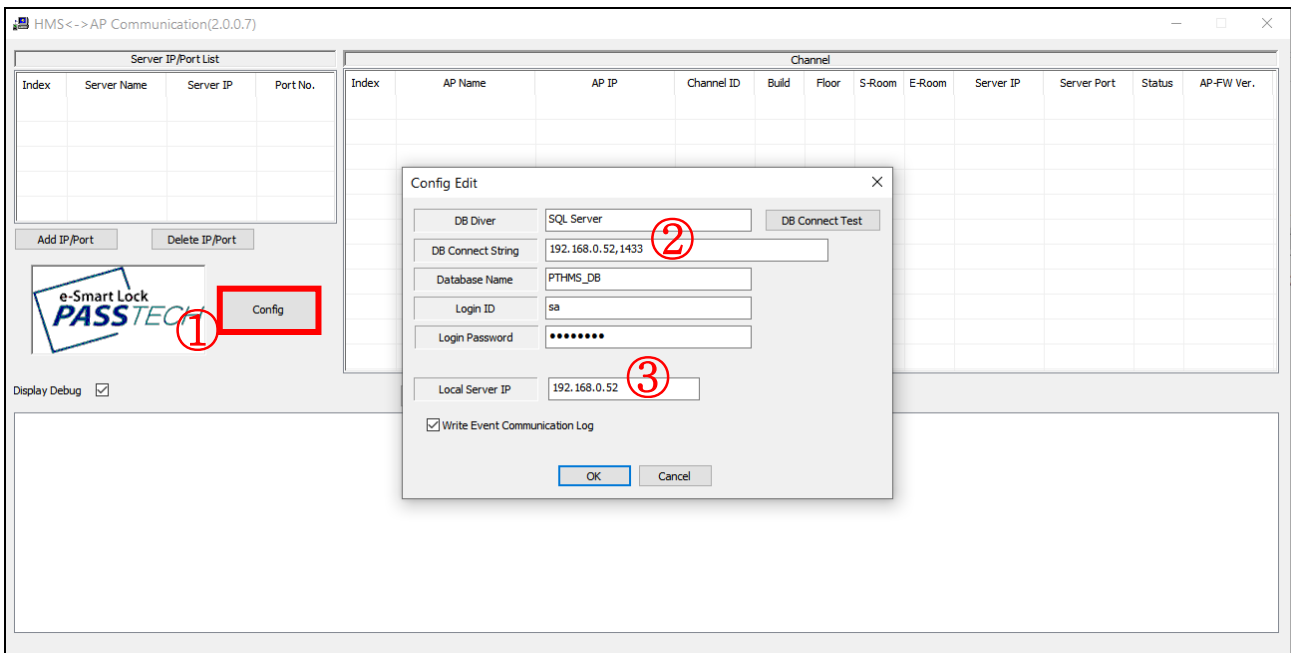 HMS<->AP Communication(2.0.0.7)
Server IP/Port List
Index Server Name Server IP Port No.
Channel
Index AP Name AP IP Channel ID Build Floor S-Room E-Room Server IP Server Port Status AP-FW Ver.
Add IP/Port Delete IP/Port
e-Smart Lock
PASSTECH
①
Config
Display Debug
Config Edit
DB Diver SQL Server DB Connect Test
DB Connect String 192.168.0.52,1433 ②
Database Name PTHMS_DB
Login ID sa
Login Password ••••••••
Local Server IP 192.168.0.52 ③
Write Event Communication Log
OK Cancel